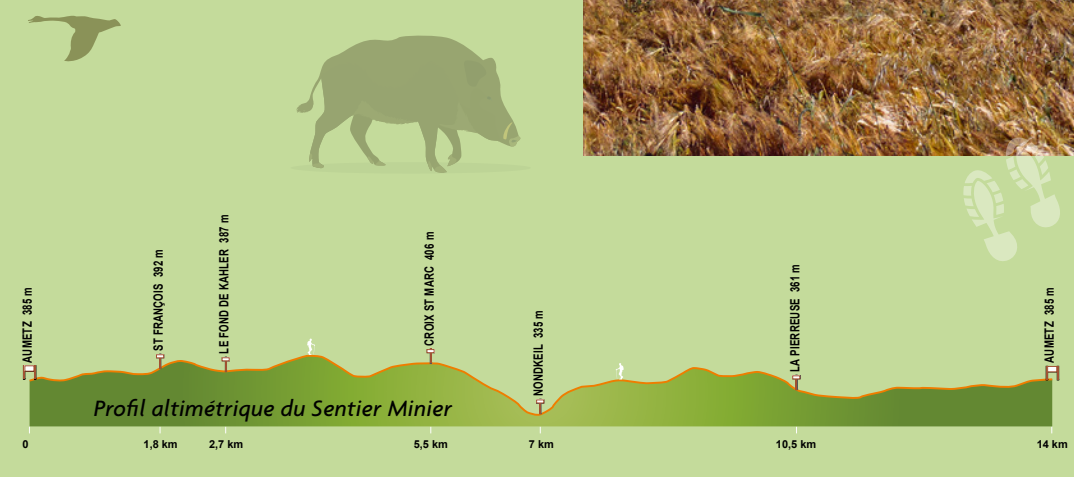 AUMETZ 385 m
ST FRANÇOIS 392 m
LE FOND DE KAHLER 387 m
CROIX ST MARC 406 m
NONDKEIL 335 m
LA PIERREUSE 361 m
AUMETZ 385 m
Profil altimétrique du Sentier Minier
0
1,8 km
2,7 km
5,5 km
7 km
10,5 km
14 km